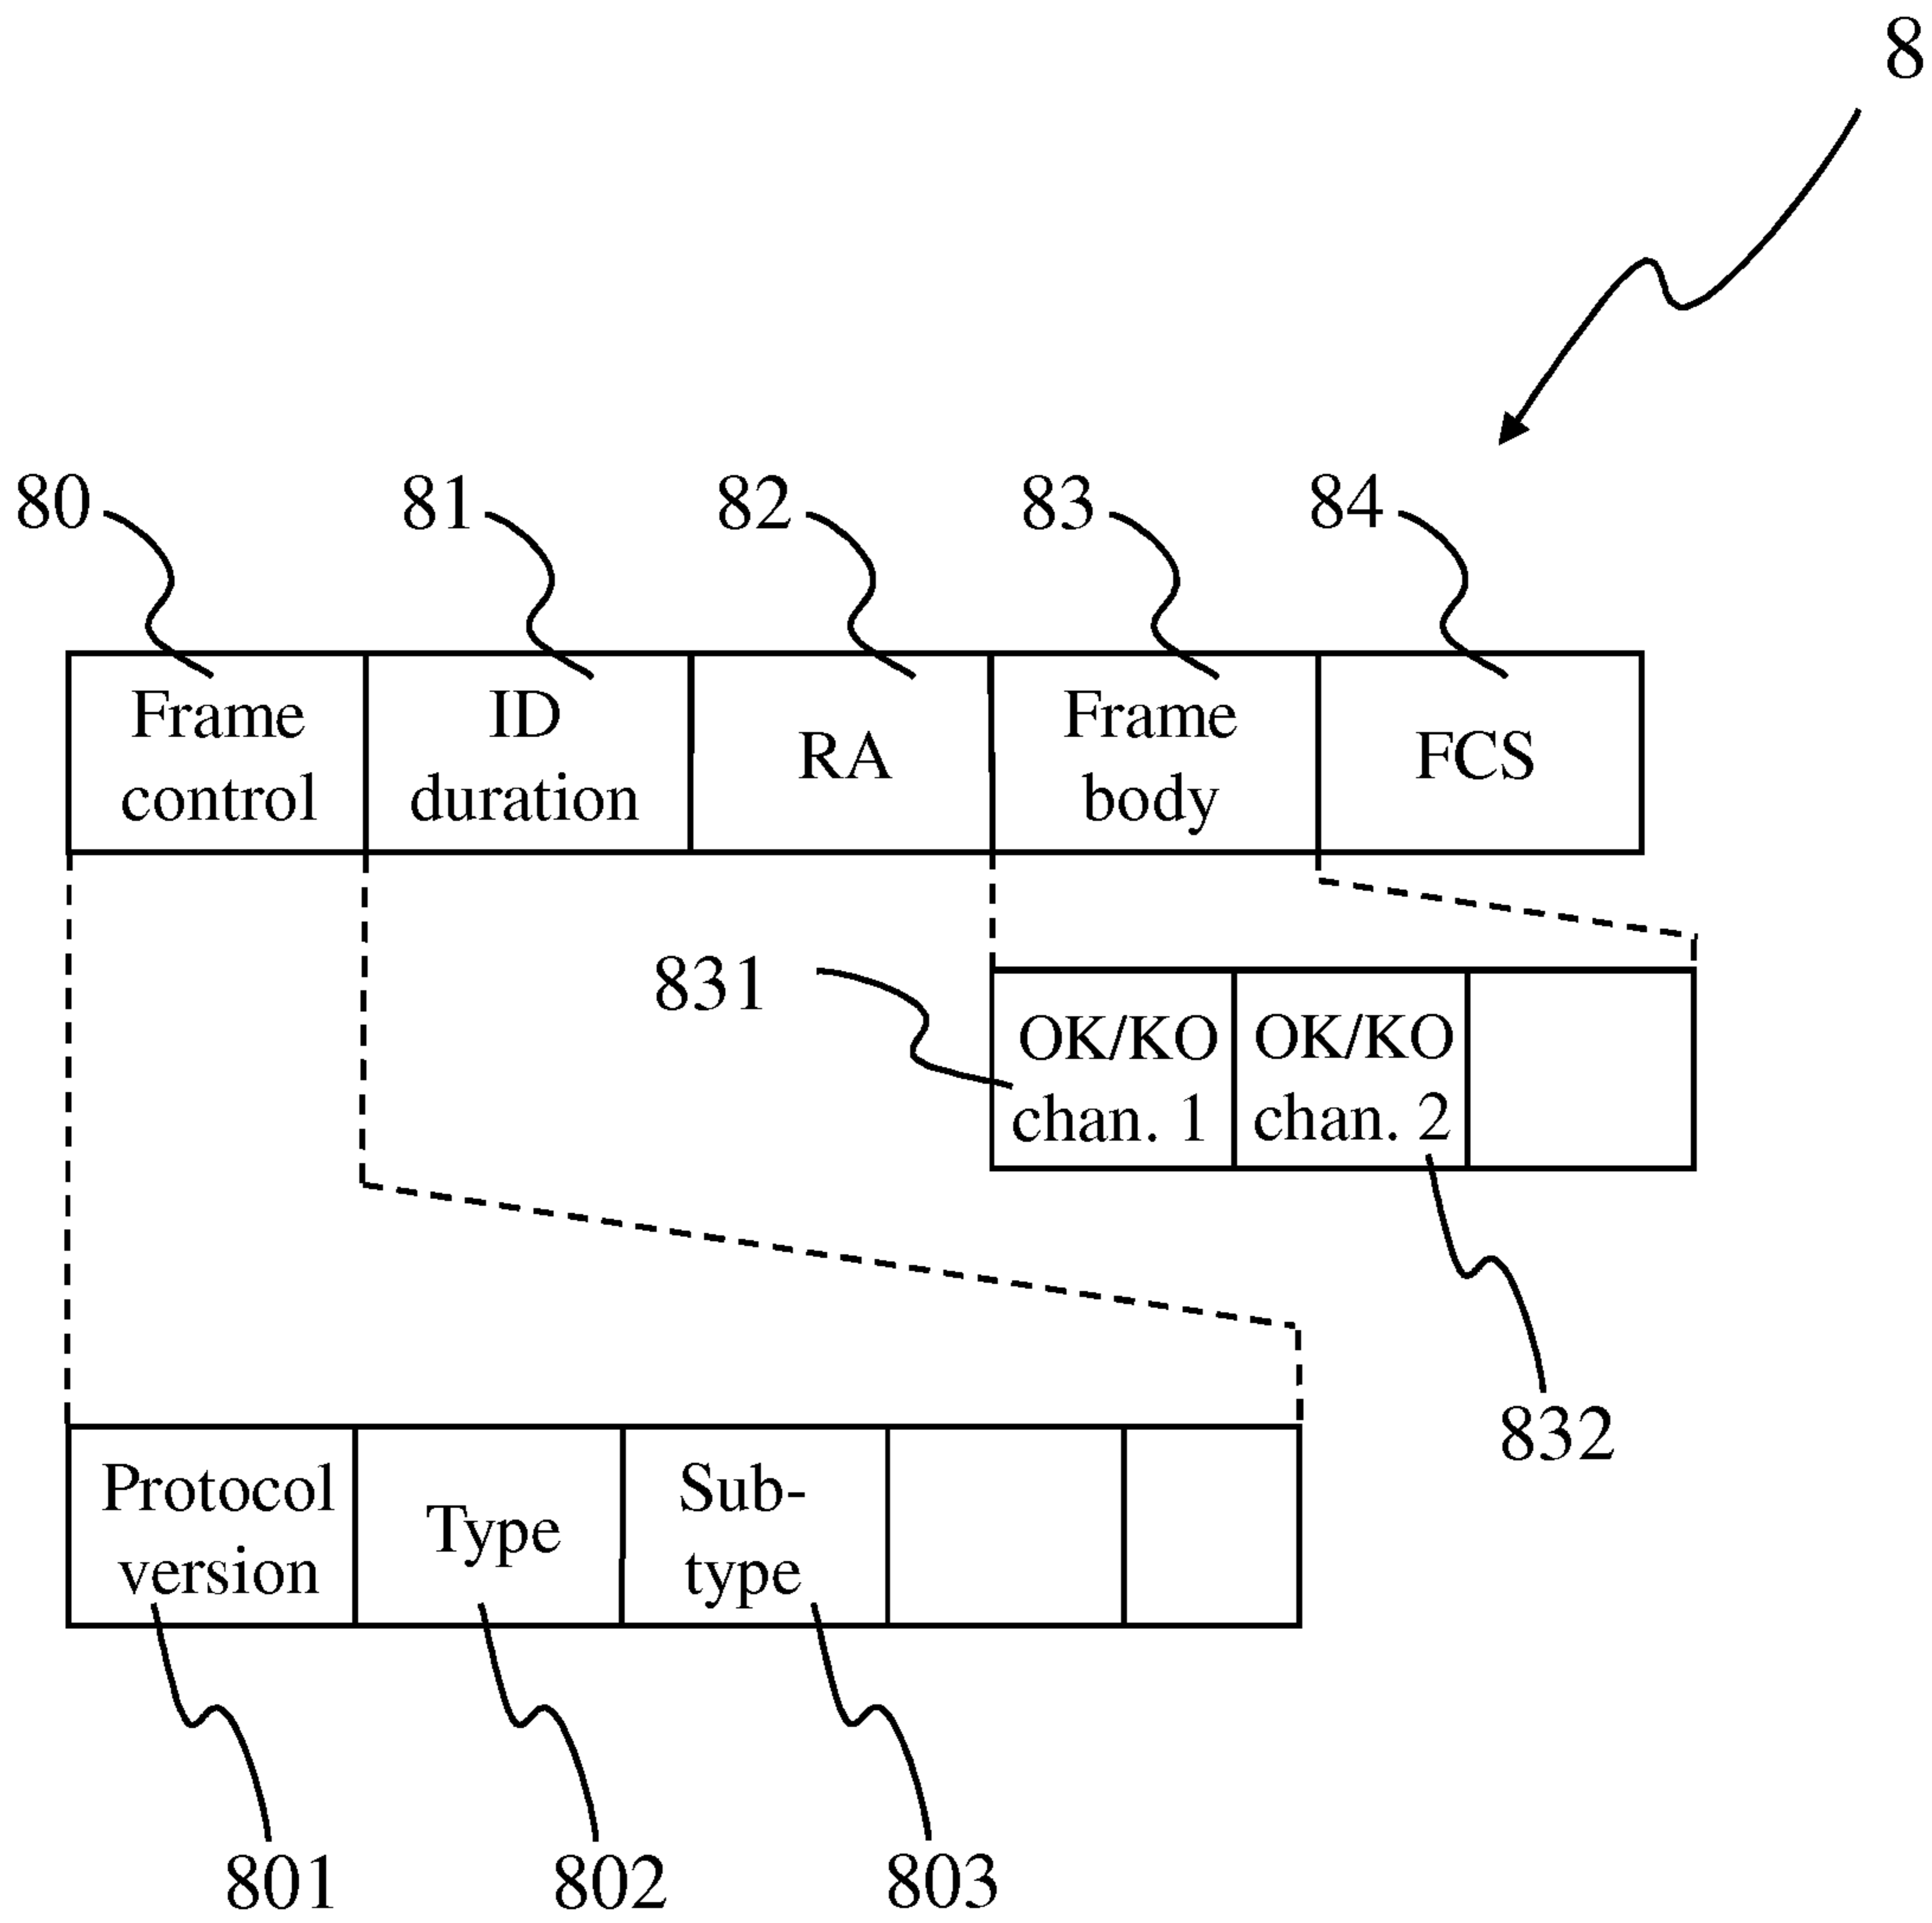 8
80
81
82
83
84
Frame
control
ID
duration
RA
Frame
body
FCS
831
OK/KO
chan. 1
OK/KO
chan. 2
832
Protocol
version
Type
Sub-
type
801
802
803